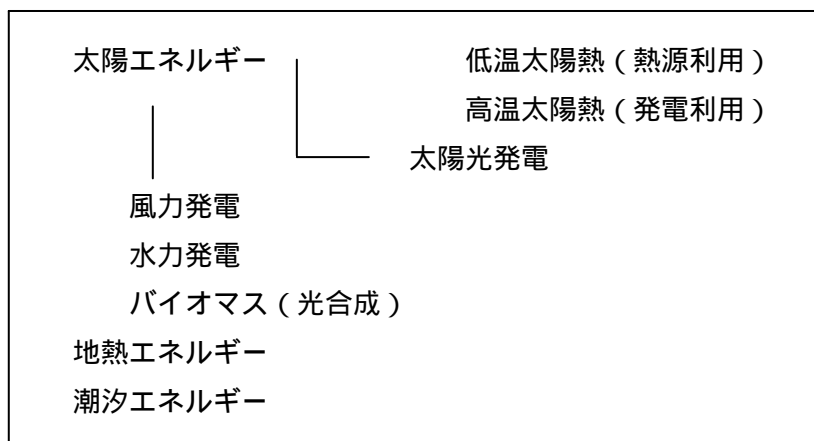 太陽エネルギー 低温太陽熱（熱源利用）
高温太陽熱（発電利用）
太陽光発電
風力発電
水力発電
バイオマス（光合成）
地熱エネルギー
潮汐エネルギー